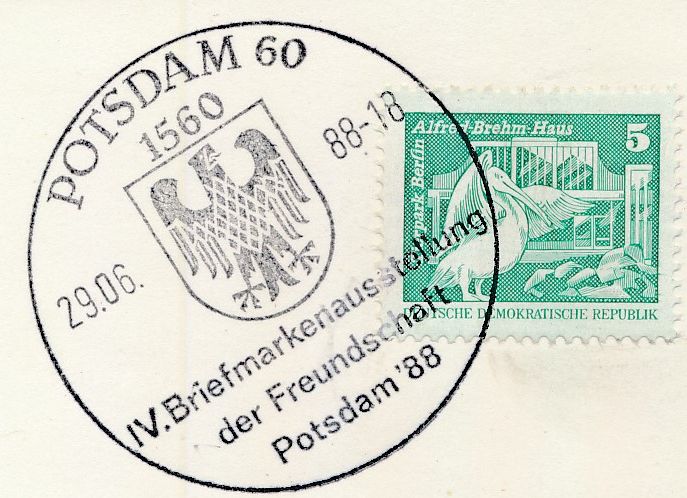 POTSDAM 60
1560
29.06.
88-18
IV. Briefmarkenausstellung
der Freundschaft
Potsdam '88
Alfred-Brehm-Haus
5
Berlin
DEUTSCHE DEMOKRATISCHE REPUBLIK